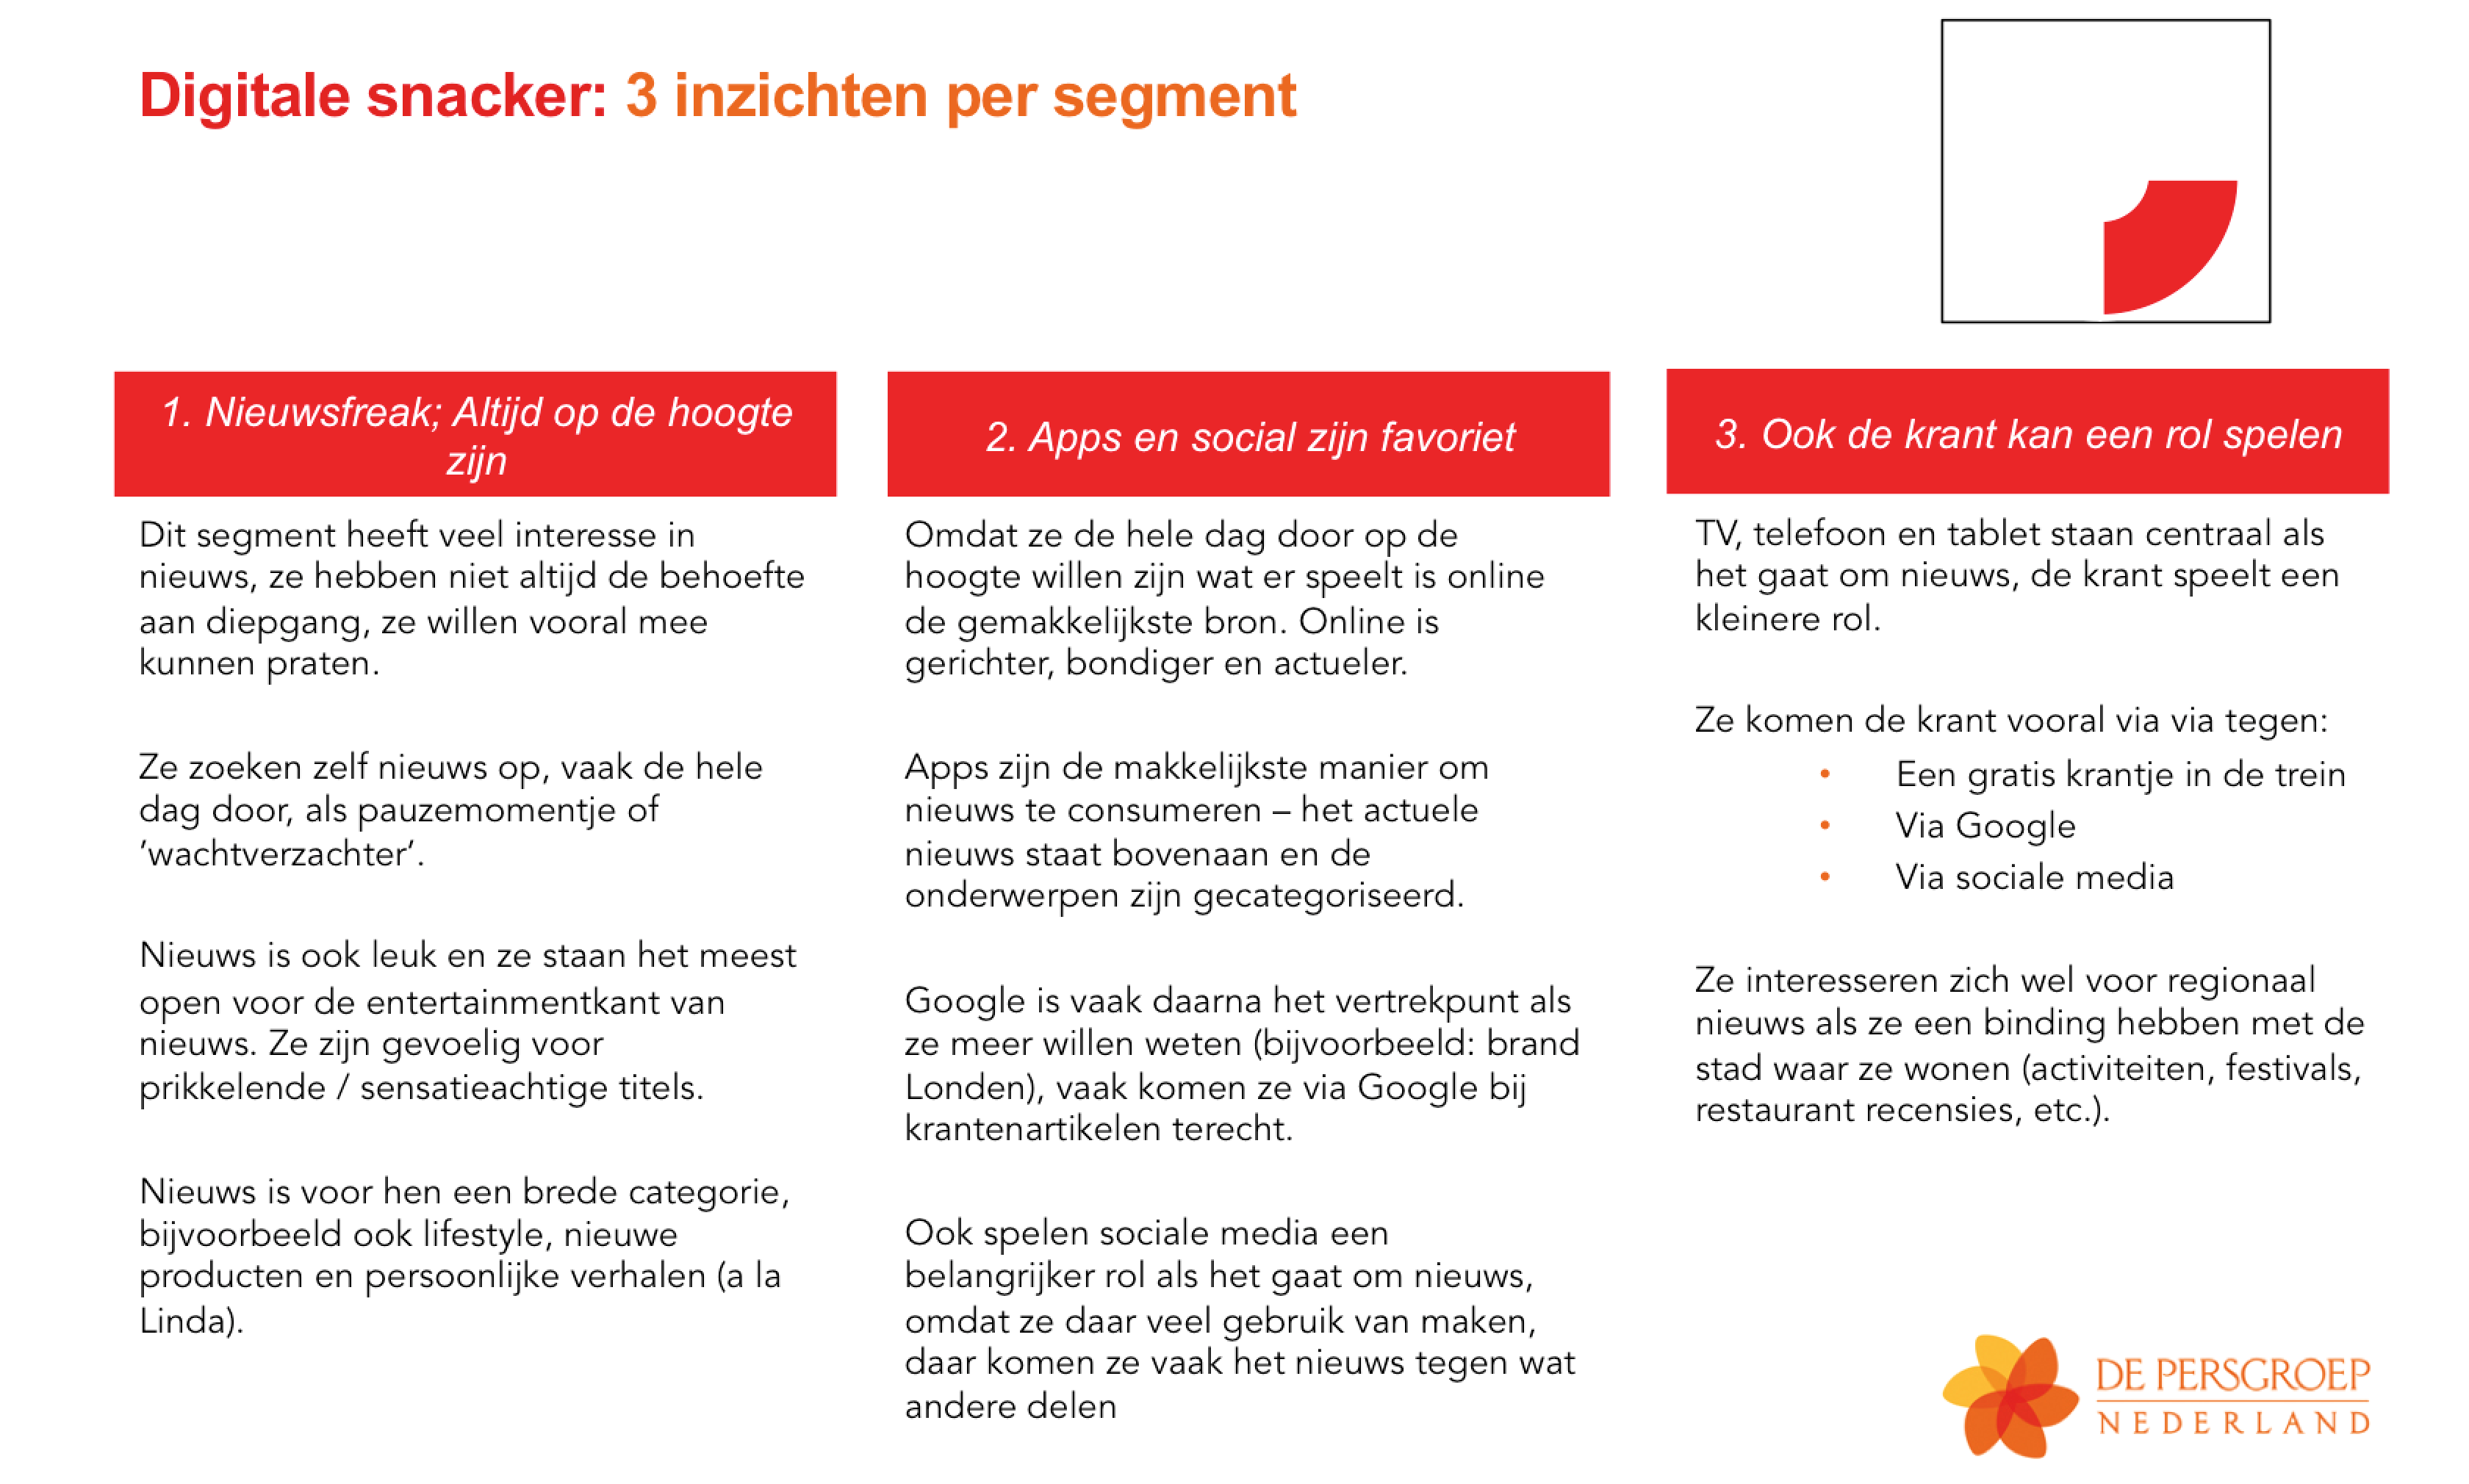 Digitale snacker: 3 inzichten per segment
1. Nieuwsfreak; Altijd op de hoogte
zijn
Dit segment heeft veel interesse in
nieuws, ze hebben niet altijd de behoefte
aan diepgang, ze willen vooral mee
kunnen praten.
Ze zoeken zelf nieuws op, vaak de hele
dag door, als pauzemomentje of
’wachtverzachter’.
Nieuws is ook leuk en ze staan het meest
open voor de entertainmentkant van
nieuws. Ze zijn gevoelig voor
prikkelende / sensatieachtige titels.
Nieuws is voor hen een brede categorie,
bijvoorbeeld ook lifestyle, nieuwe
producten en persoonlijke verhalen (a la
Linda).
2. Apps en social zijn favoriet
Omdat ze de hele dag door op de
hoogte willen zijn wat er speelt is online
de gemakkelijkste bron. Online is
gerichter, bondiger en actueler.
Apps zijn de makkelijkste manier om
nieuws te consumeren – het actuele
nieuws staat bovenaan en de
onderwerpen zijn gecategoriseerd.
Google is vaak daarna het vertrekpunt als
ze meer willen weten (bijvoorbeeld: brand
Londen), vaak komen ze via Google bij
krantenartikelen terecht.
Ook spelen sociale media een
belangrijker rol als het gaat om nieuws,
omdat ze daar veel gebruik van maken,
daar komen ze vaak het nieuws tegen wat
andere delen
3. Ook de krant kan een rol spelen
TV, telefoon en tablet staan centraal als
het gaat om nieuws, de krant speelt een
kleinere rol.
Ze komen de krant vooral via via tegen:
• Een gratis krantje in de trein
• Via Google
• Via sociale media
Ze interesseren zich wel voor regionaal
nieuws als ze een binding hebben met de
stad waar ze wonen (activiteiten, festivals,
restaurant recensies, etc.).
DE PERSGROEP
NEDERLAND